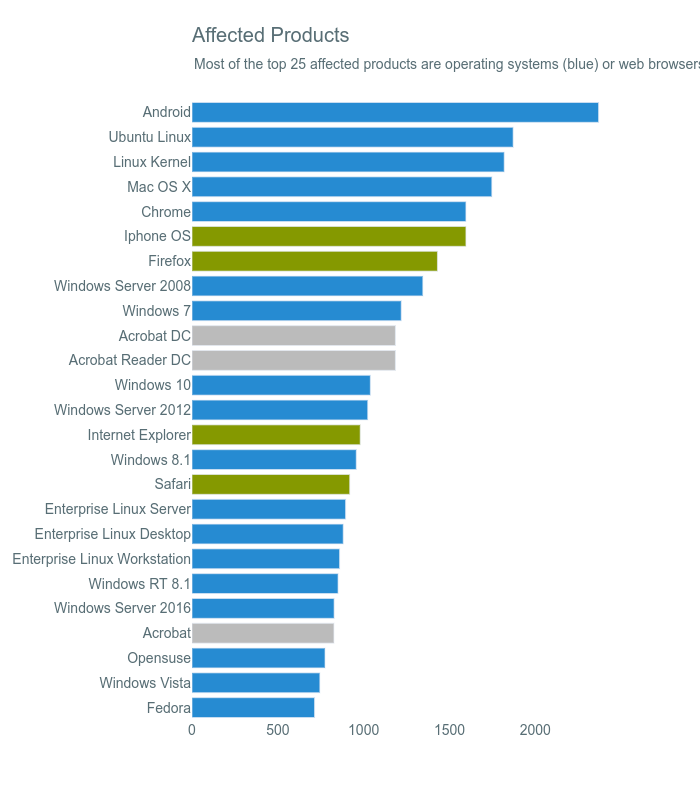 Affected Products
Most of the top 25 affected products are operating systems (blue) or web browsers
Android
Ubuntu Linux
Linux Kernel
Mac OS X
Chrome
Iphone OS
Firefox
Windows Server 2008
Windows 7
Acrobat DC
Acrobat Reader DC
Windows 10
Windows Server 2012
Internet Explorer
Windows 8.1
Safari
Enterprise Linux Server
Enterprise Linux Desktop
Enterprise Linux Workstation
Windows RT 8.1
Windows Server 2016
Acrobat
Opensuse
Windows Vista
Fedora
0 500 1000 1500 2000